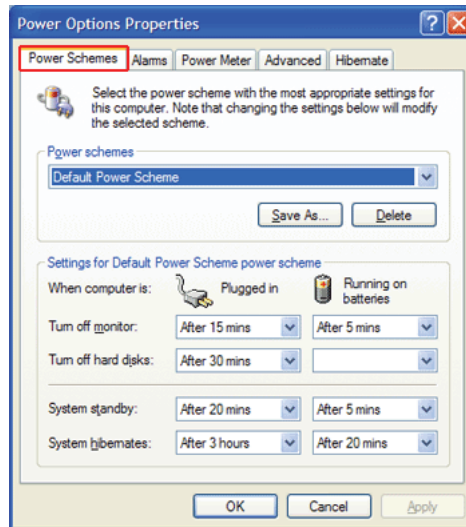 Power Options Properties
Power Schemes Alarms Power Meter Advanced Hibernate
Select the power scheme with the most appropriate settings for
this computer. Note that changing the settings below will modify
the selected scheme.
Power schemes
Default Power Scheme
Save As... Delete
Settings for Default Power Scheme power scheme
When computer is: Plugged in Running on
batteries
Turn off monitor: After 15 mins After 5 mins
Turn off hard disks: After 30 mins
System standby: After 20 mins After 5 mins
System hibernates: After 3 hours After 20 mins
OK Cancel Apply